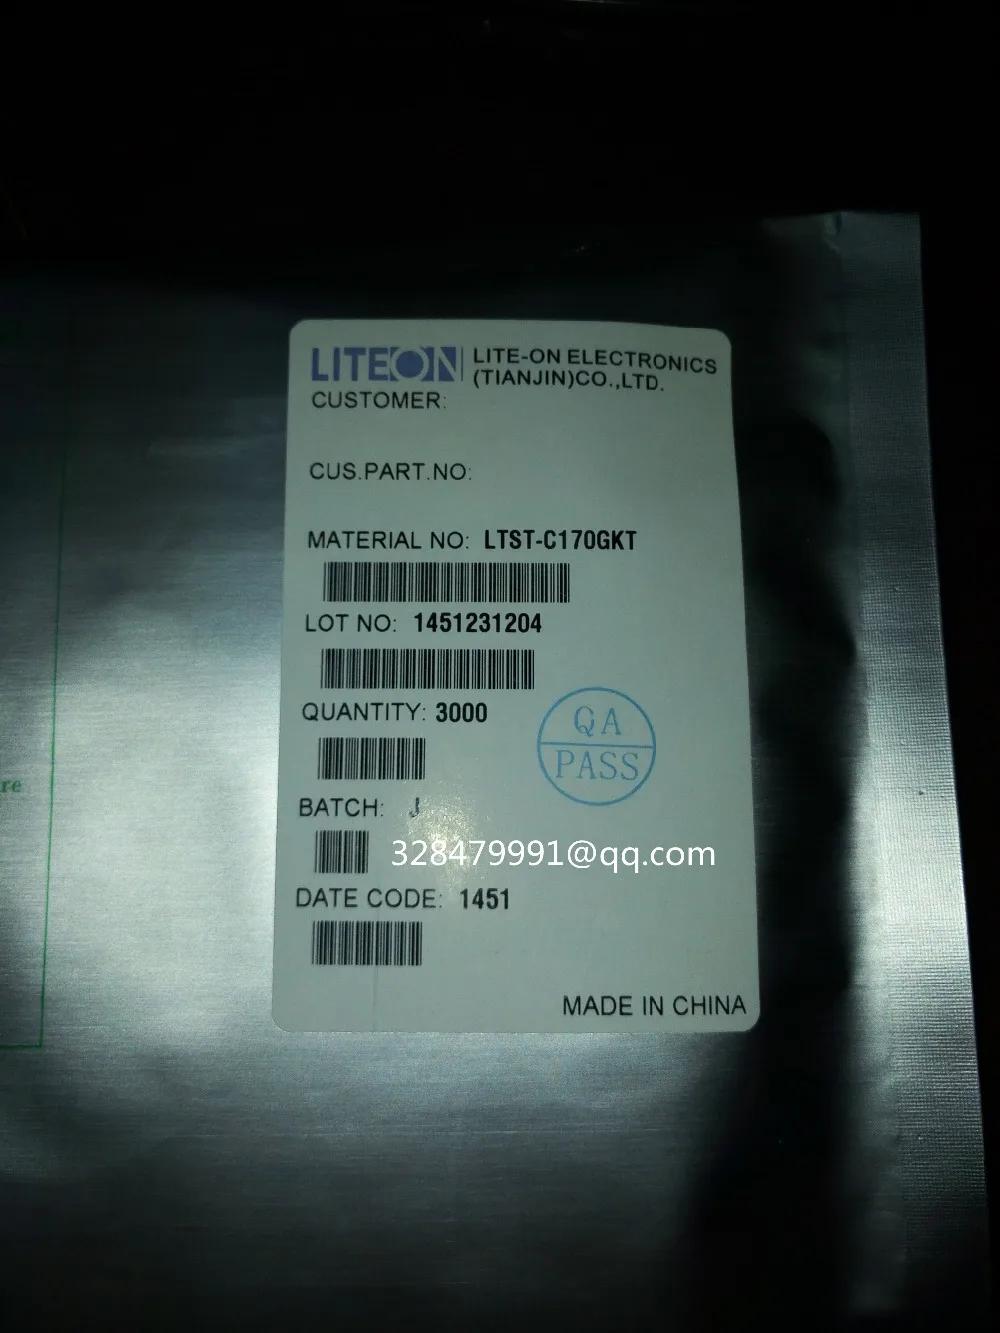 LITEON LITE-ON ELECTRONICS
(TIANJIN)CO.,LTD.
CUSTOMER:
CUS.PART.NO:
MATERIAL NO: LTST-C170GKT
LOT NO: 1451231204
QUANTITY: 3000
QA
PASS
BATCH: J
328479991@qq.com
DATE CODE: 1451
MADE IN CHINA
re